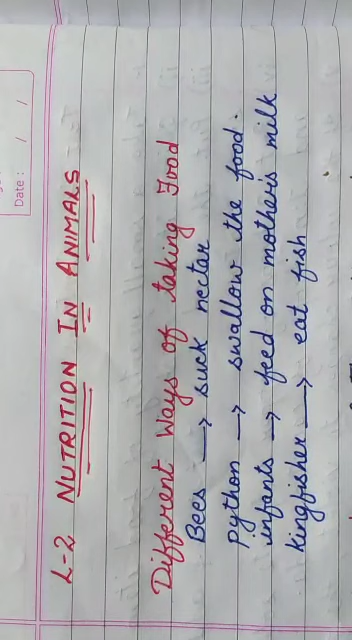 Date: / /
L-2 NUTRITION IN ANIMALS
Different Ways of taking Food
Bees → suck nectar
Python → swallow the food.
infants → feed on mother's milk
Kingfisher → eat fish